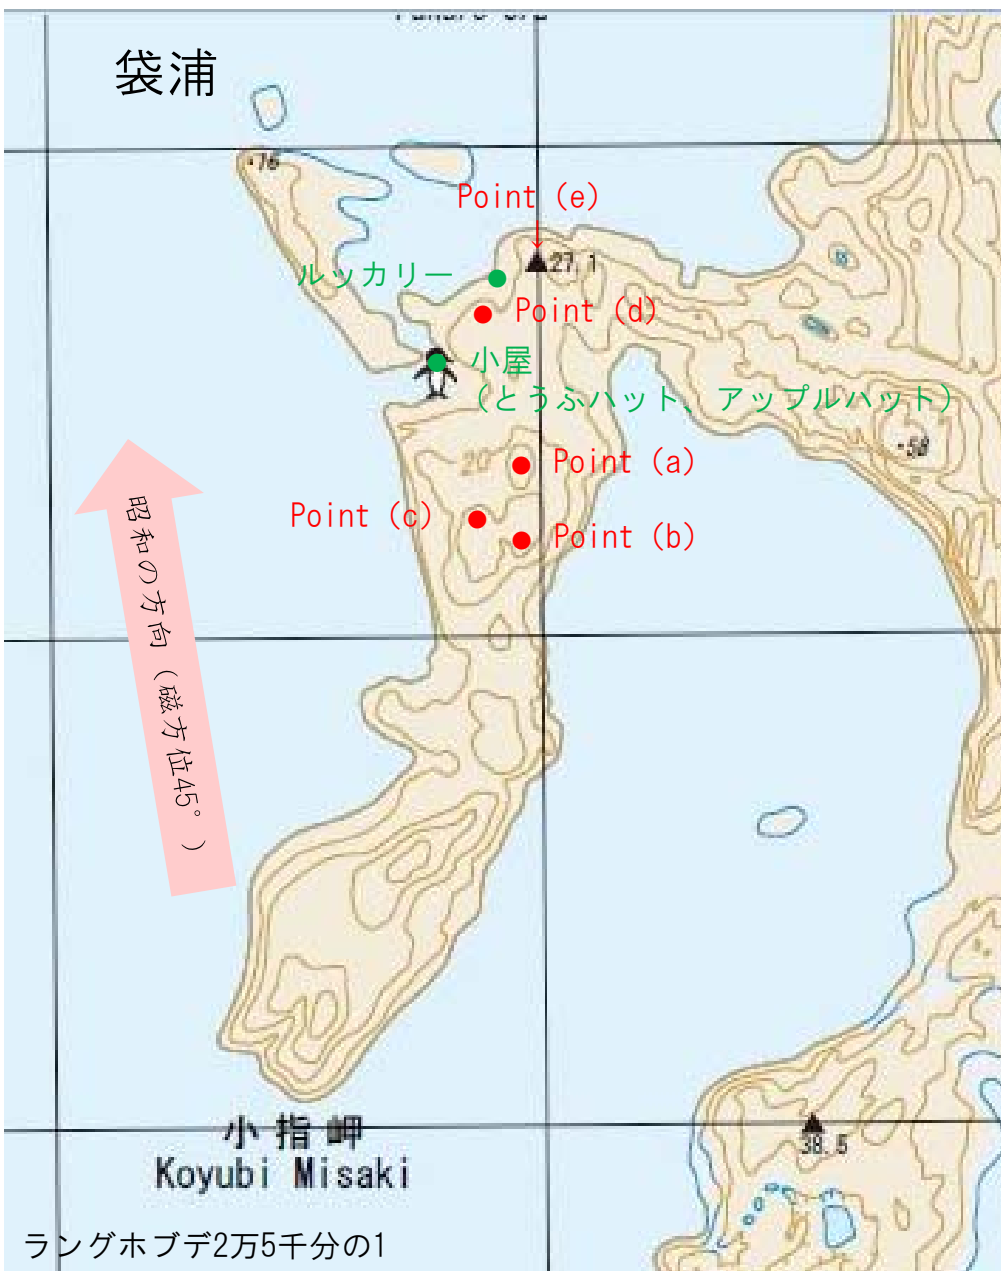 袋浦
・76
Point (e)
27.1
ルッカリー
Point (d)
小屋
(とうふハット、アップルハット)
・58
20
Point (a)
Point (c)
Point (b)
昭和の方向(磁方位45°)
小指岬
Koyubi Misaki
38.5
ラングホブデ2万5千分の1